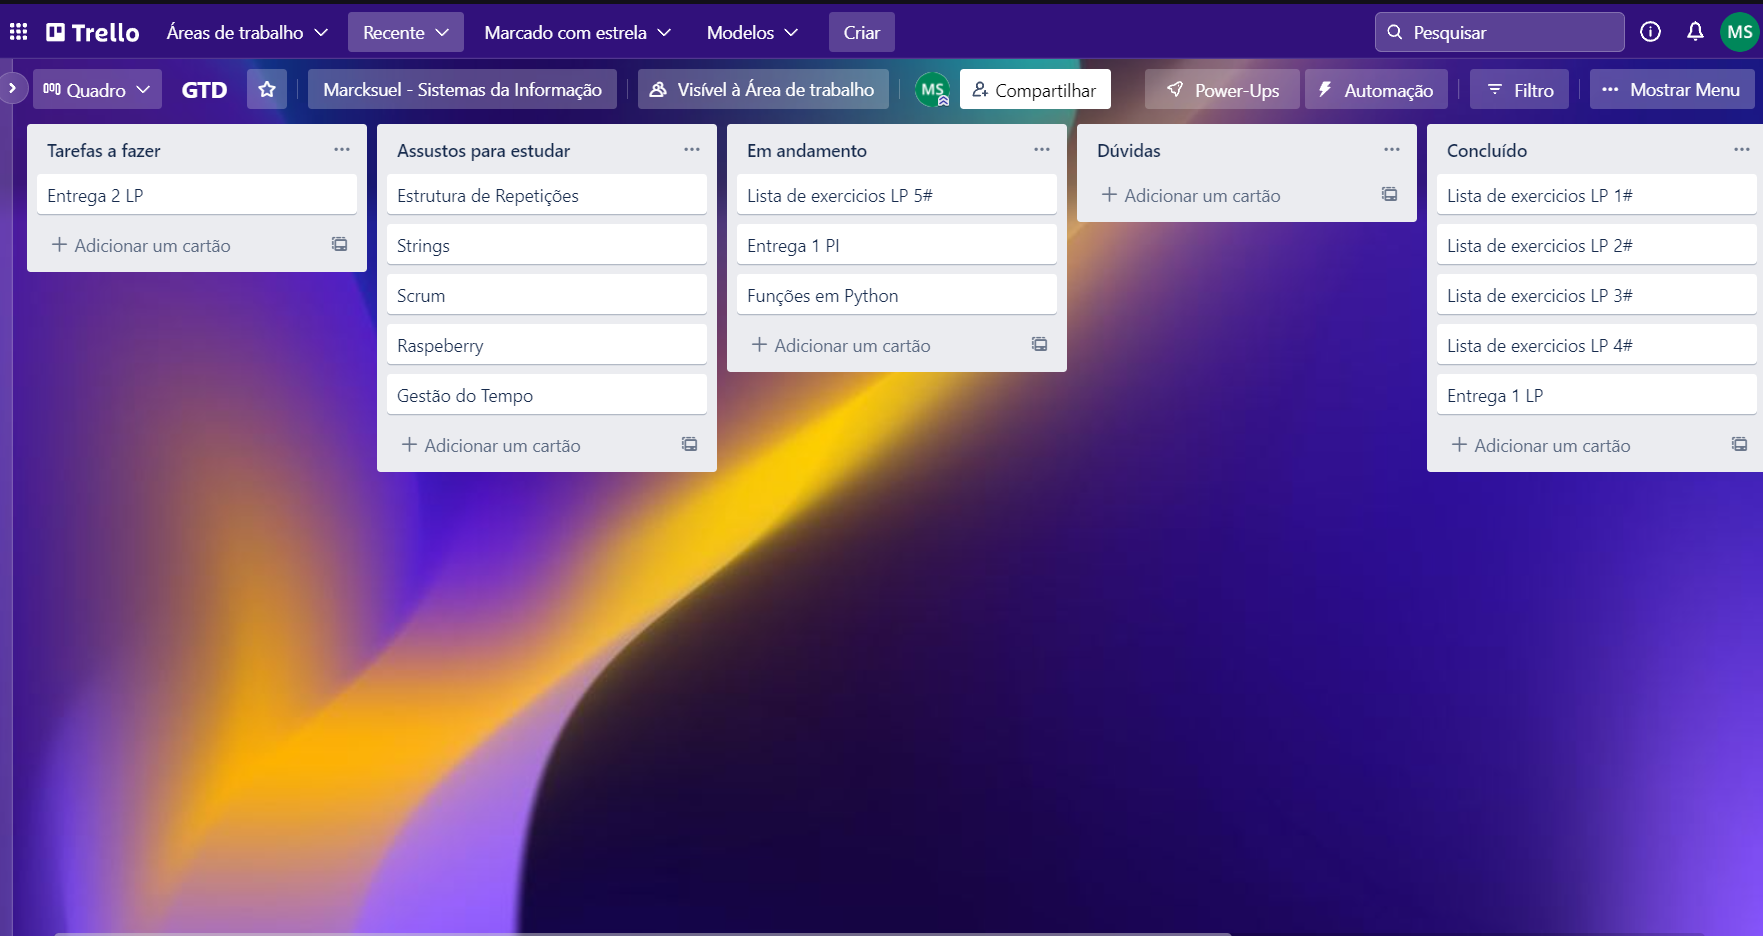 Trello
Áreas de trabalho
Recente
Marcado com estrela
Modelos
Criar
Pesquisar
MS
Quadro
GTD
Marcksuel - Sistemas da Informação
Visível à Área de trabalho
MS
Compartilhar
Power-Ups
Automação
Filtro
Mostrar Menu
Tarefas a fazer
Entrega 2 LP
Adicionar um cartão
Assustos para estudar
Estrutura de Repetições
Strings
Scrum
Raspeberry
Gestão do Tempo
Adicionar um cartão
Em andamento
Lista de exercicios LP 5#
Entrega 1 PI
Funções em Python
Adicionar um cartão
Dúvidas
Adicionar um cartão
Concluído
Lista de exercicios LP 1#
Lista de exercicios LP 2#
Lista de exercicios LP 3#
Lista de exercicios LP 4#
Entrega 1 LP
Adicionar um cartão